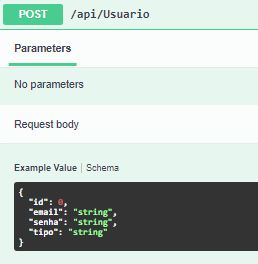 POST /api/Usuario
Parameters
No parameters
Request body
Example Value | Schema
{
  "id": 0,
  "email": "string",
  "senha": "string",
  "tipo": "string"
}